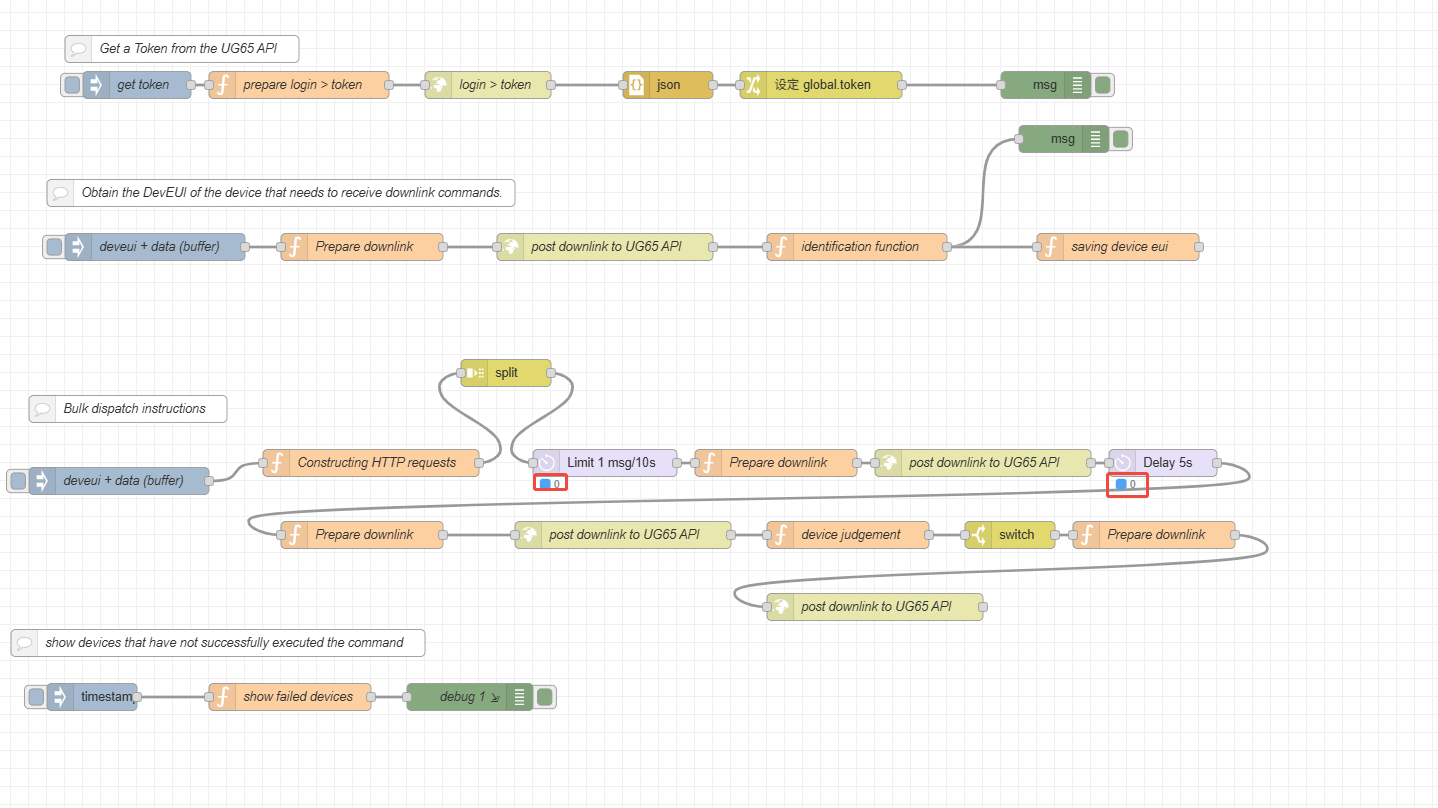 Get a Token from the UG65 API
get token
prepare login > token
login > token
json
设定 global.token
msg
msg
Obtain the DevEUI of the device that needs to receive downlink commands.
deveui + data (buffer)
Prepare downlink
post downlink to UG65 API
identification function
saving device eui
split
Bulk dispatch instructions
deveui + data (buffer)
Constructing HTTP requests
Limit 1 msg/10s
0
Prepare downlink
post downlink to UG65 API
Delay 5s
0
Prepare downlink
post downlink to UG65 API
device judgement
switch
Prepare downlink
post downlink to UG65 API
show devices that have not successfully executed the command
timestam
show failed devices
debug 1